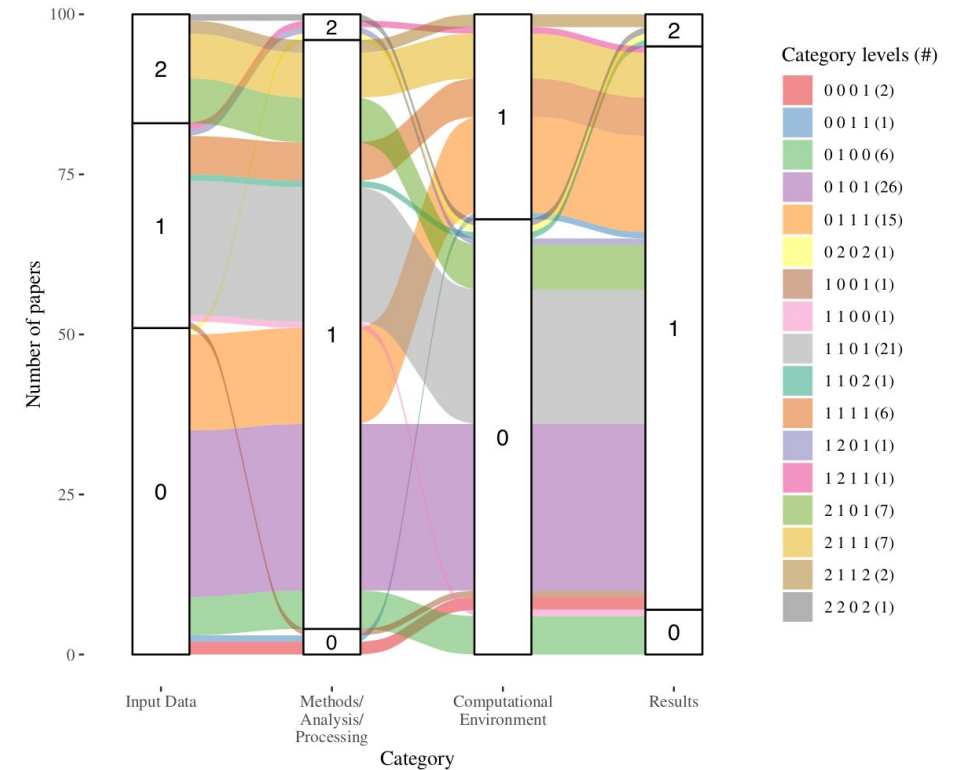 100
75
50
25
0
Number of papers
2
1
0
2
1
0
1
0
2
1
0
Input Data
Methods/
Analysis/
Processing
Computational
Environment
Results
Category
Category levels (#)
0 0 0 1 (2)
0 0 1 1 (1)
0 1 0 0 (6)
0 1 0 1 (26)
0 1 1 1 (15)
0 2 0 2 (1)
1 0 0 1 (1)
1 1 0 0 (1)
1 1 0 1 (21)
1 1 0 2 (1)
1 1 1 1 (6)
1 2 0 1 (1)
1 2 1 1 (1)
2 1 0 1 (7)
2 1 1 1 (7)
2 1 1 2 (2)
2 2 0 2 (1)